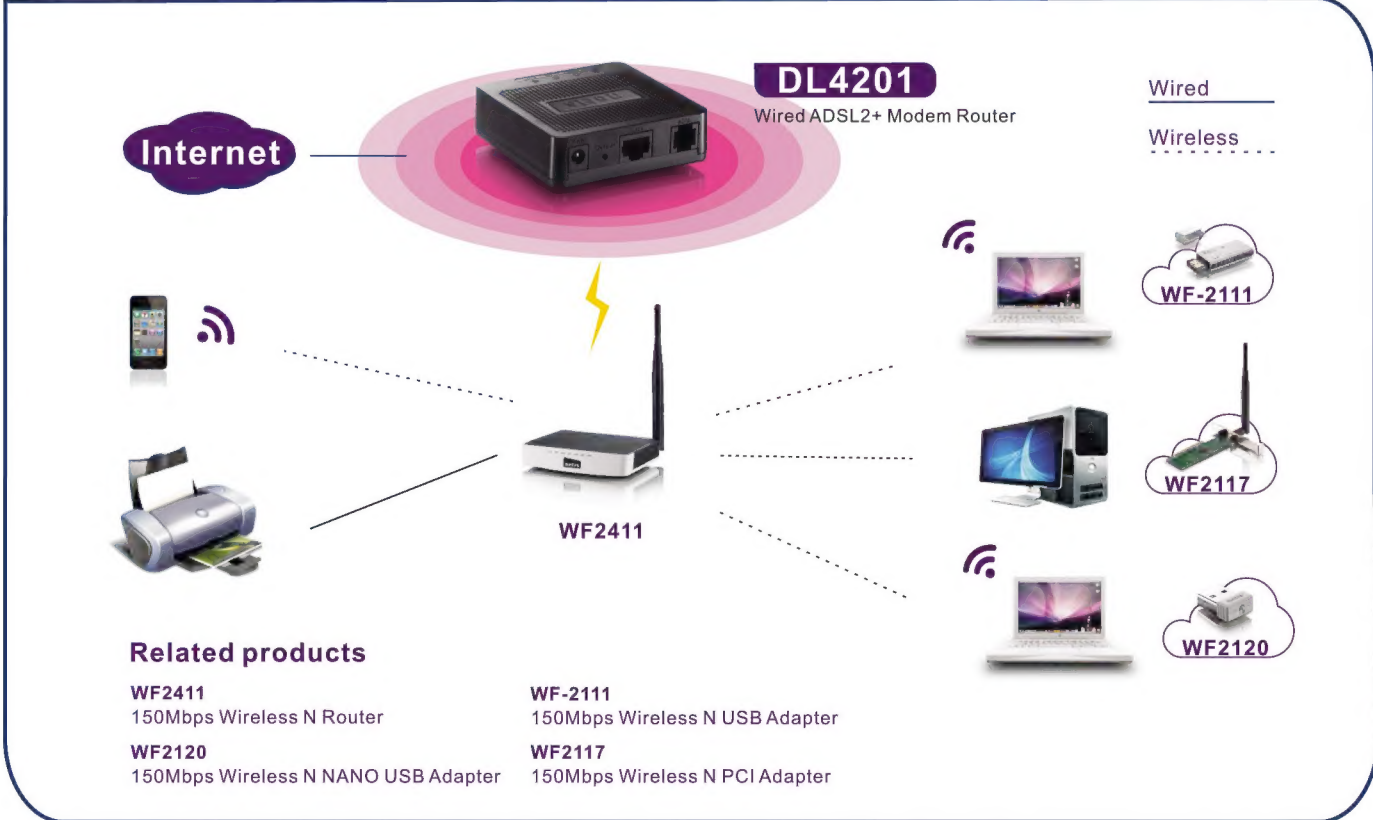 DL4201
Wired ADSL2+ Modem Router
Wired
Wireless
Internet
WF-2111
WF2117
WF2411
WF2120
Related products
WF2411
150Mbps Wireless N Router
WF-2111
150Mbps Wireless N USB Adapter
WF2120
150Mbps Wireless N NANO USB Adapter
WF2117
150Mbps Wireless N PCI Adapter